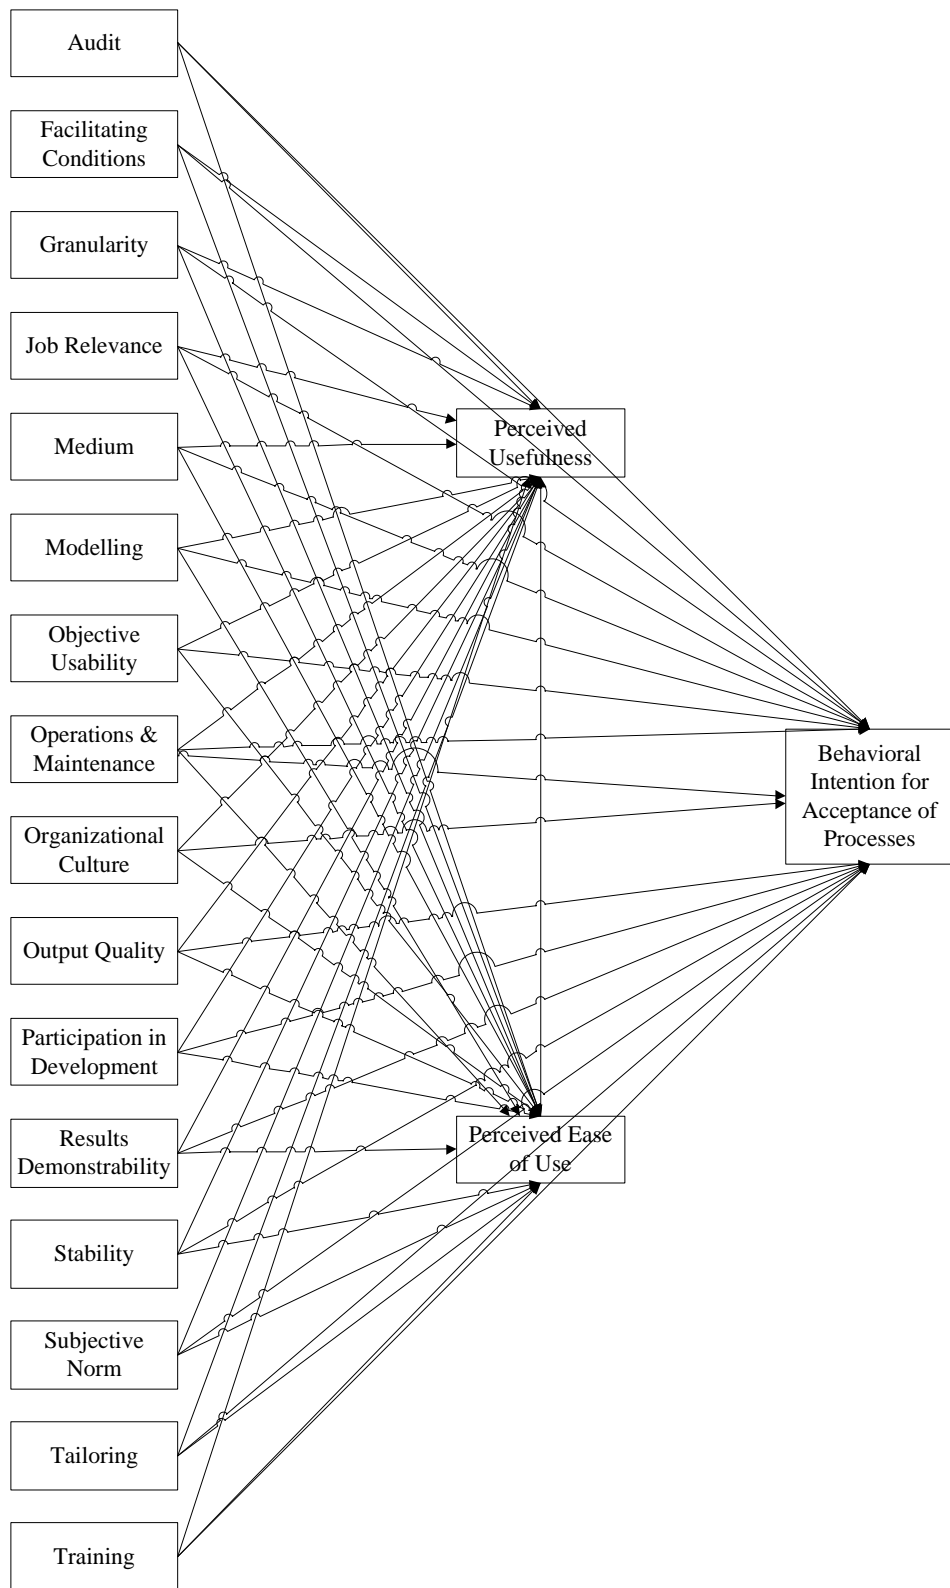 Audit
Facilitating
Conditions
Granularity
Job Relevance
Medium
Modelling
Objective
Usability
Operations &
Maintenance
Organizational
Culture
Output Quality
Participation in
Development
Results
Demonstrability
Stability
Subjective
Norm
Tailoring
Training
Perceived
Usefulness
Perceived Ease
of Use
Behavioral
Intention for
Acceptance of
Processes